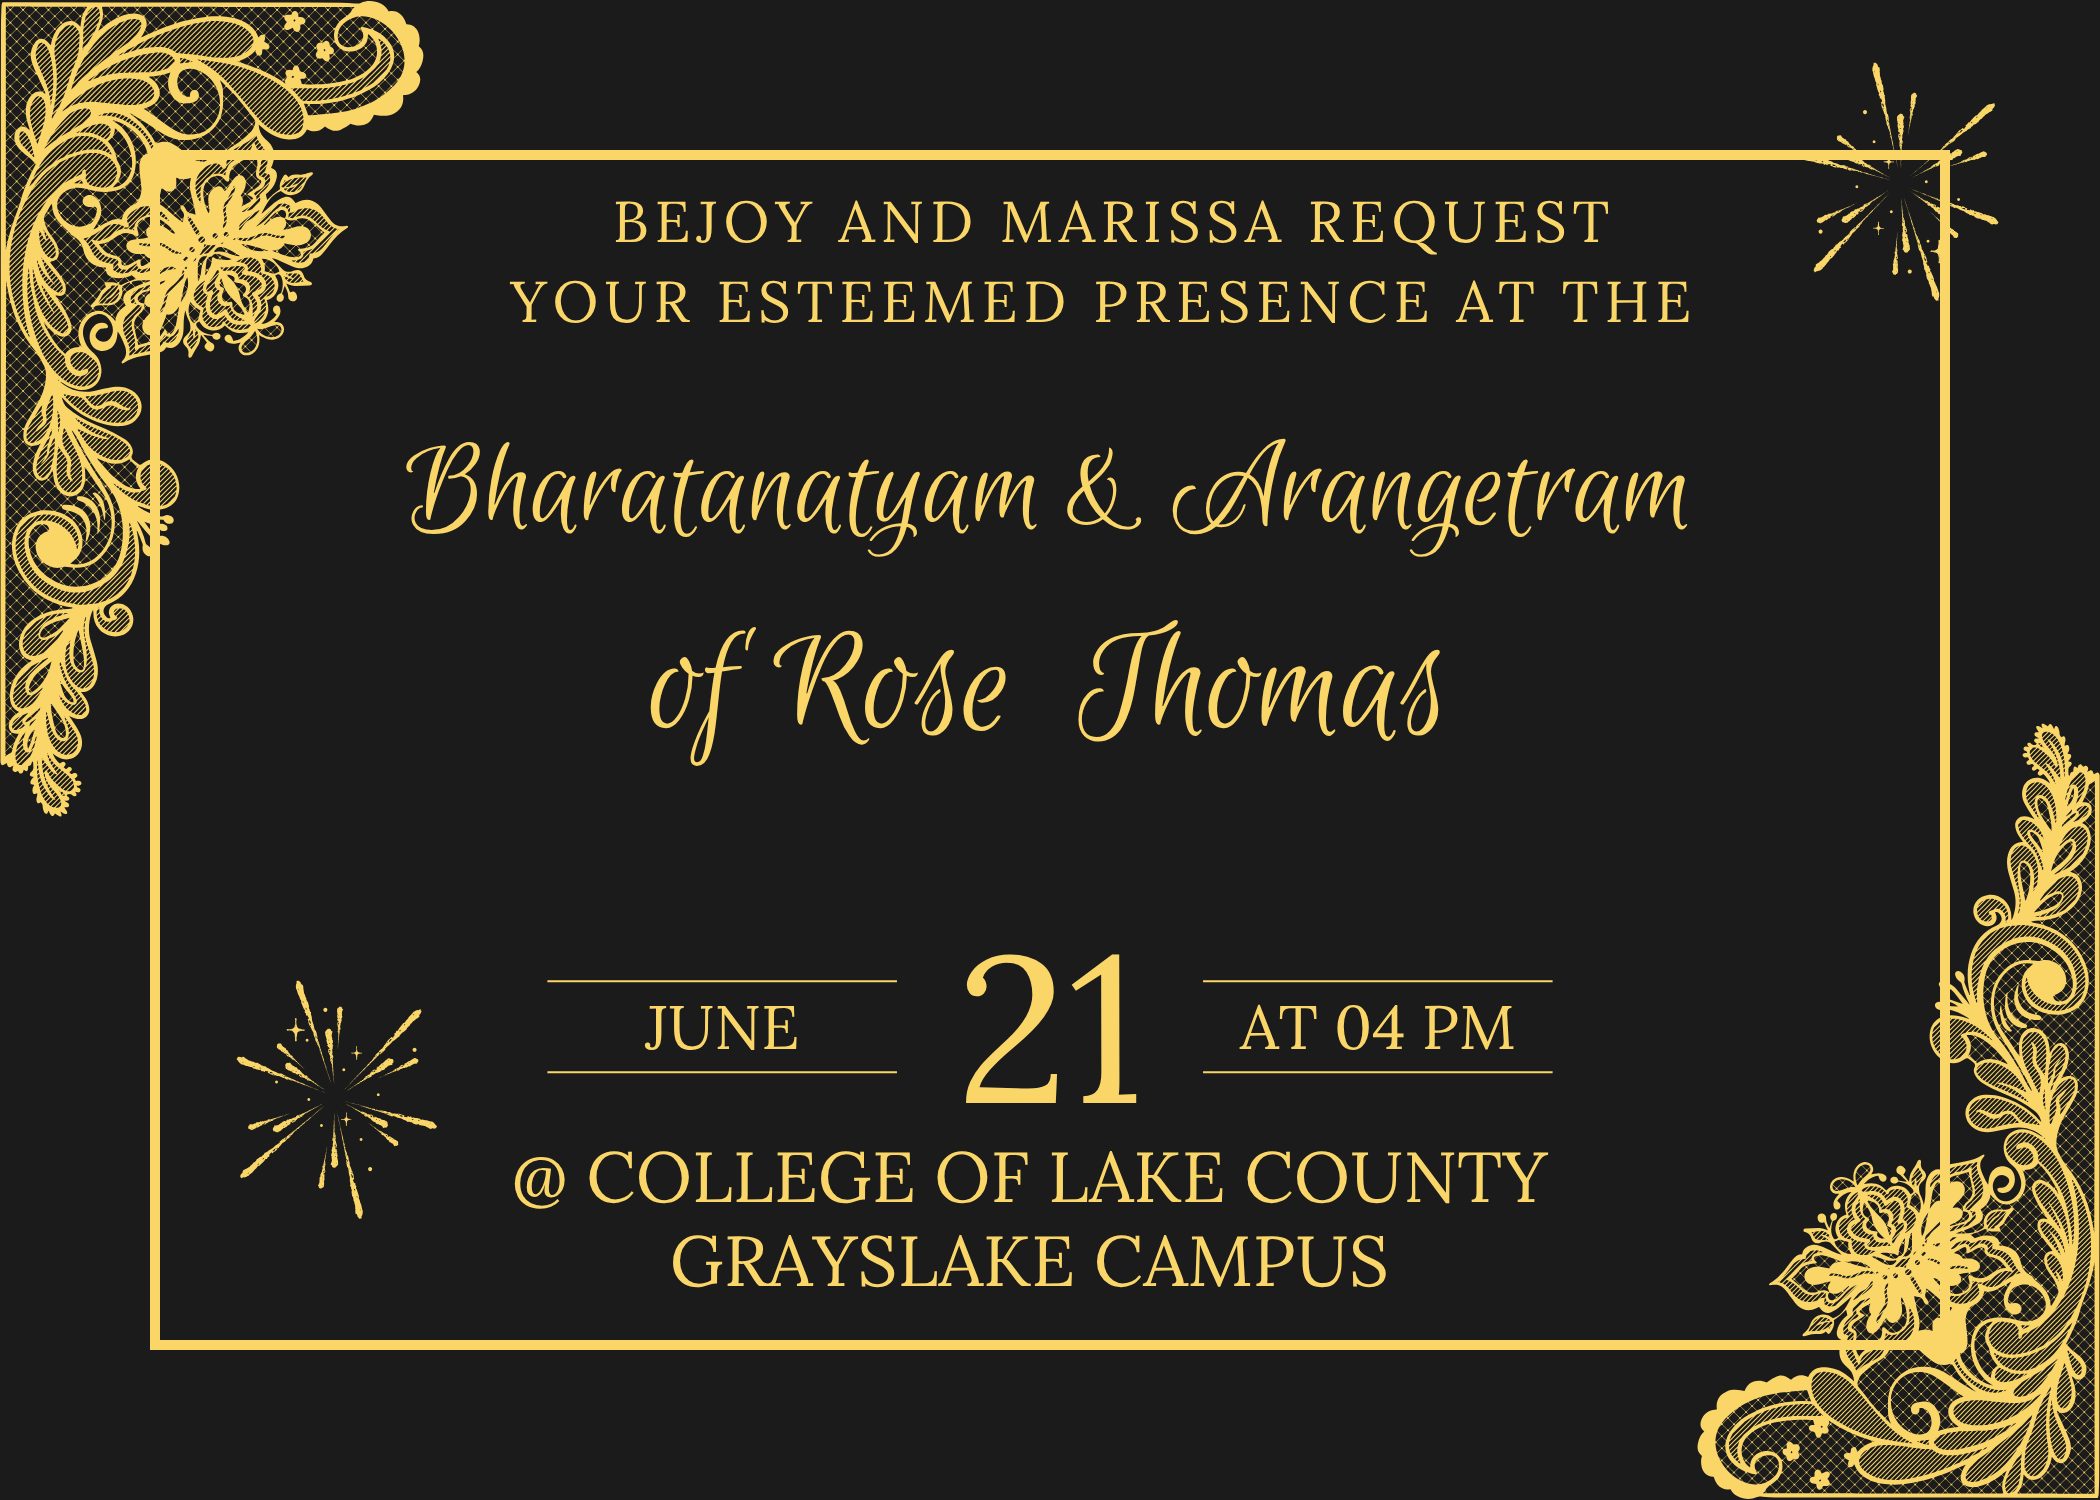 BEJOY AND MARISSA REQUEST
YOUR ESTEEMED PRESENCE AT THE
Bharatanatyam & Arangetram
of Rose Thomas
JUNE 21 AT 04 PM
@ COLLEGE OF LAKE COUNTY
GRAYSLAKE CAMPUS